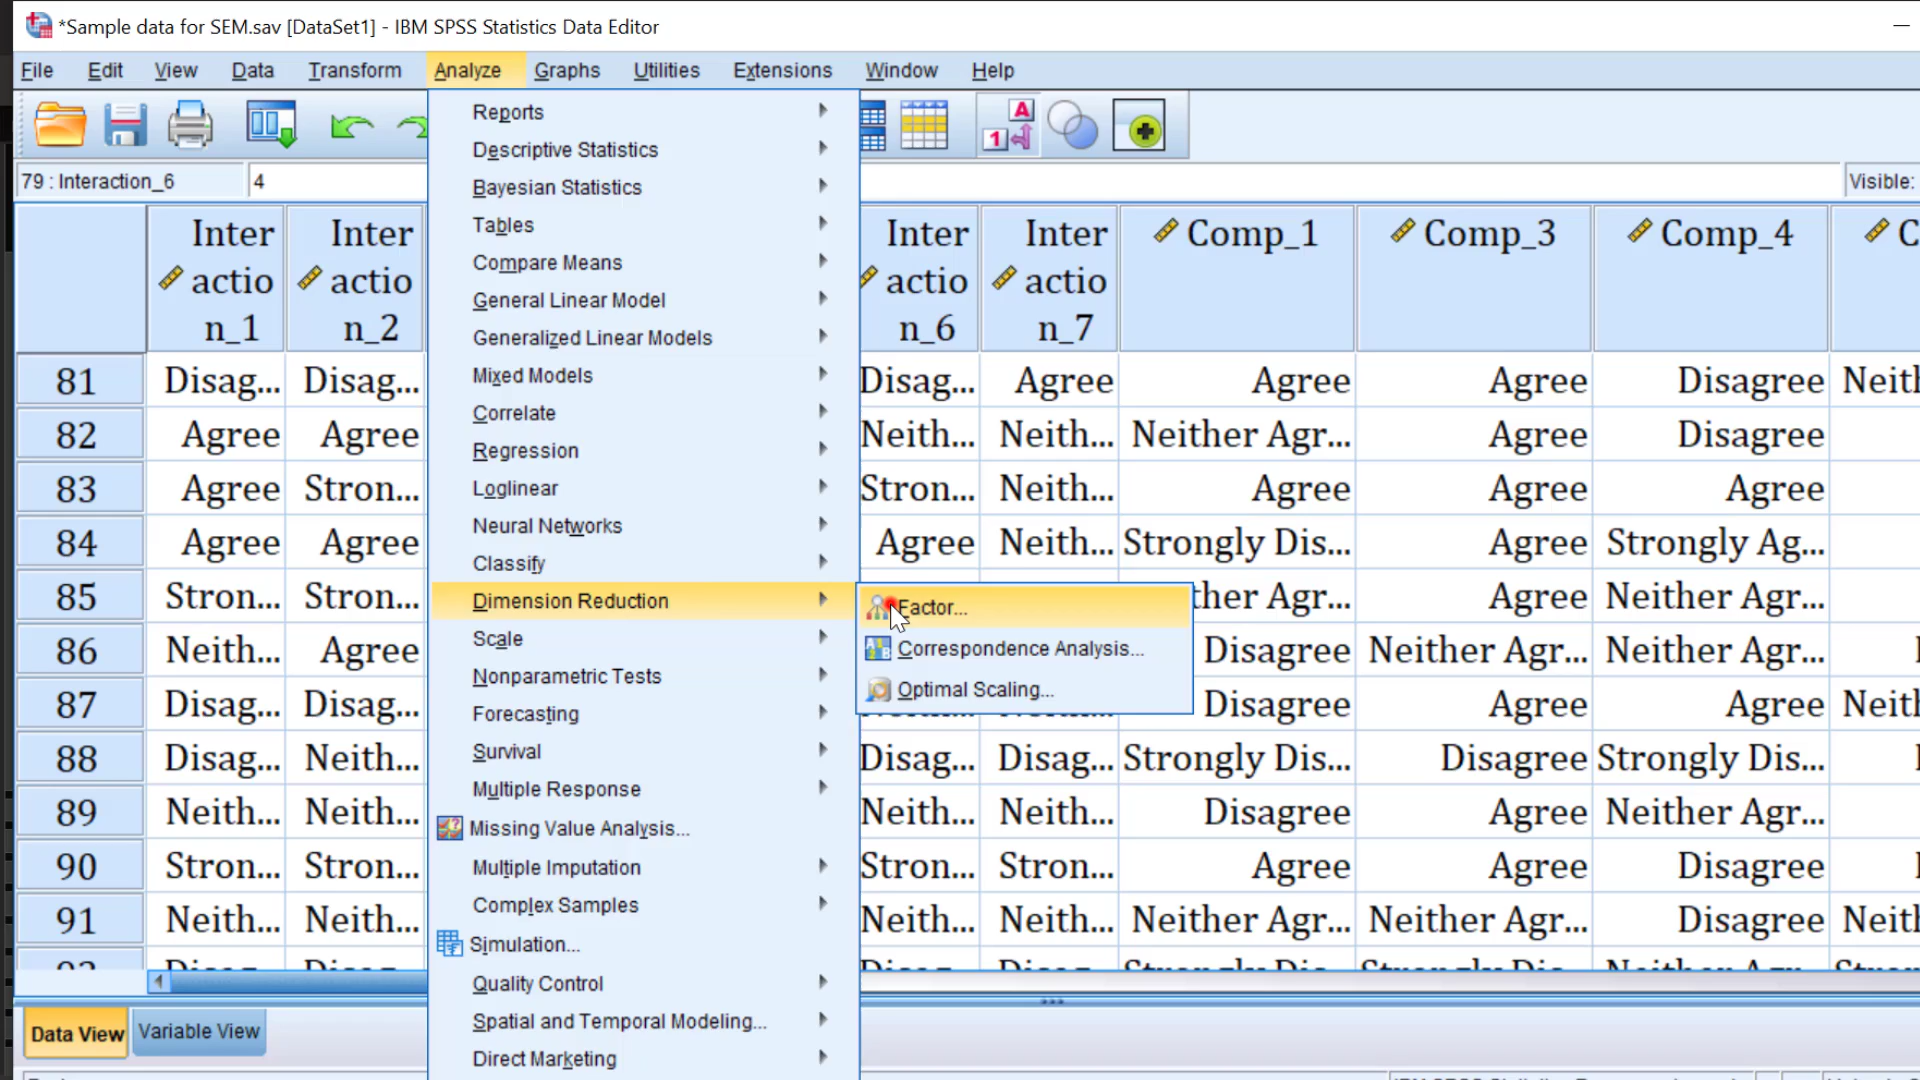 *Sample data for SEM.sav [DataSet1] - IBM SPSS Statistics Data Editor
File Edit View Data Transform Analyze Graphs Utilities Extensions Window Help
79 : Interaction_6 4 Visible:
Inter
actio
n_1
Inter
actio
n_2
Inter
actio
n_6
Inter
actio
n_7
Comp_1 Comp_3 Comp_4 C
81 Disag... Disag... Disag... Agree Agree Agree Disagree Neith
82 Agree Agree Neith... Neith... Neither Agr... Agree Disagree
83 Agree Stron... Stron... Neith... Agree Agree Agree
84 Agree Agree Agree Neith... Strongly Dis... Agree Strongly Ag...
85 Stron... Stron... ther Agr... Agree Neither Agr...
86 Neith... Agree Disagree Neither Agr... Neither Agr...
87 Disag... Disag... Disagree Agree Agree Neith
88 Disag... Neith... Disag... Disag... Strongly Dis... Disagree Strongly Dis...
89 Neith... Neith... Neith... Neith... Disagree Agree Neither Agr...
90 Stron... Stron... Stron... Stron... Agree Agree Disagree
91 Neith... Neith... Neith... Neith... Neither Agr... Neither Agr... Disagree Neith
Reports
Descriptive Statistics
Bayesian Statistics
Tables
Compare Means
General Linear Model
Generalized Linear Models
Mixed Models
Correlate
Regression
Loglinear
Neural Networks
Classify
Dimension Reduction
Scale
Nonparametric Tests
Forecasting
Survival
Multiple Response
Missing Value Analysis...
Multiple Imputation
Complex Samples
Simulation...
Quality Control
Spatial and Temporal Modeling...
Direct Marketing
Factor...
Correspondence Analysis...
Optimal Scaling...
Data View Variable View